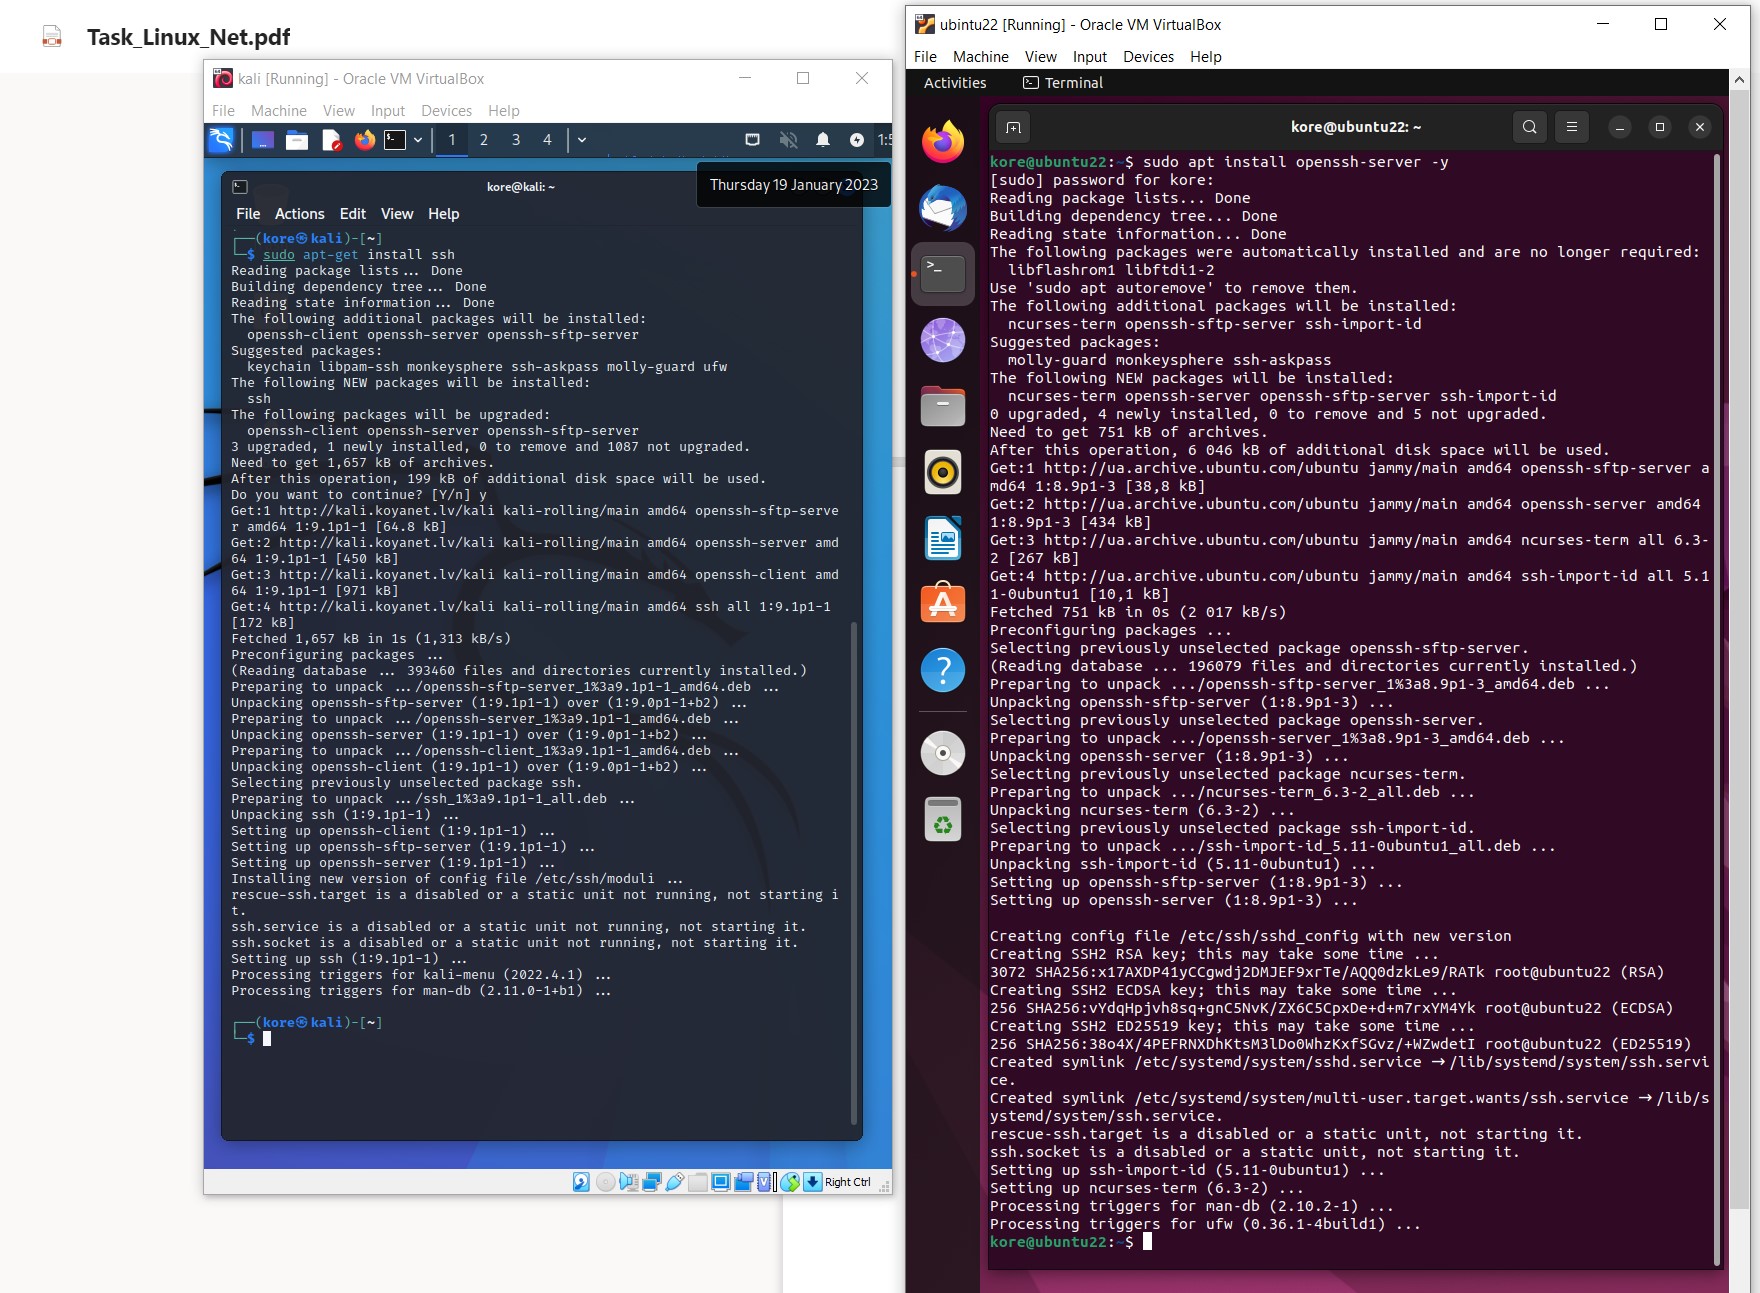 Task_Linux_Net.pdf
kali [Running] - Oracle VM VirtualBox
File Machine View Input Devices Help
1 2 3 4
Thursday 19 January 2023
kore@kali: ~
File Actions Edit View Help
┌──(kore㉿kali)-[~]
└─$ sudo apt-get install ssh
Reading package lists... Done
Building dependency tree... Done
Reading state information... Done
The following additional packages will be installed:
openssh-client openssh-server openssh-sftp-server
Suggested packages:
keychain libpam-ssh monkeysphere ssh-askpass molly-guard ufw
The following NEW packages will be installed:
ssh
The following packages will be upgraded:
openssh-client openssh-server openssh-sftp-server
3 upgraded, 1 newly installed, 0 to remove and 1087 not upgraded.
Need to get 1,657 kB of archives.
After this operation, 199 kB of additional disk space will be used.
Do you want to continue? [Y/n] y
Get:1 http://kali.koyanet.lv/kali kali-rolling/main amd64 openssh-sftp-serve
r amd64 1:9.1p1-1 [64.8 kB]
Get:2 http://kali.koyanet.lv/kali kali-rolling/main amd64 openssh-server amd
64 1:9.1p1-1 [450 kB]
Get:3 http://kali.koyanet.lv/kali kali-rolling/main amd64 openssh-client amd
64 1:9.1p1-1 [971 kB]
Get:4 http://kali.koyanet.lv/kali kali-rolling/main amd64 ssh all 1:9.1p1-1
[172 kB]
Fetched 1,657 kB in 1s (1,313 kB/s)
Preconfiguring packages ...
(Reading database ... 393460 files and directories currently installed.)
Preparing to unpack .../openssh-sftp-server_1%3a9.1p1-1_amd64.deb ...
Unpacking openssh-sftp-server (1:9.1p1-1) over (1:9.0p1-1+b2) ...
Preparing to unpack .../openssh-server_1%3a9.1p1-1_amd64.deb ...
Unpacking openssh-server (1:9.1p1-1) over (1:9.0p1-1+b2) ...
Preparing to unpack .../openssh-client_1%3a9.1p1-1_amd64.deb ...
Unpacking openssh-client (1:9.1p1-1) over (1:9.0p1-1+b2) ...
Selecting previously unselected package ssh.
Preparing to unpack .../ssh_1%3a9.1p1-1_all.deb ...
Unpacking ssh (1:9.1p1-1) ...
Setting up openssh-client (1:9.1p1-1) ...
Setting up openssh-sftp-server (1:9.1p1-1) ...
Setting up openssh-server (1:9.1p1-1) ...
Installing new version of config file /etc/ssh/moduli ...
rescue-ssh.target is a disabled or a static unit not running, not starting i
t.
ssh.service is a disabled or a static unit not running, not starting it.
ssh.socket is a disabled or a static unit not running, not starting it.
Setting up ssh (1:9.1p1-1) ...
Processing triggers for kali-menu (2022.4.1) ...
Processing triggers for man-db (2.11.0-1+b1) ...
┌──(kore㉿kali)-[~]
└─$
Right Ctrl
ubintu22 [Running] - Oracle VM VirtualBox
File Machine View Input Devices Help
Activities Terminal
kore@ubuntu22: ~
kore@ubuntu22:~$ sudo apt install openssh-server -y
[sudo] password for kore:
Reading package lists... Done
Building dependency tree... Done
Reading state information... Done
The following packages were automatically installed and are no longer required:
libflashrom1 libftdi1-2
Use 'sudo apt autoremove' to remove them.
The following additional packages will be installed:
ncurses-term openssh-sftp-server ssh-import-id
Suggested packages:
molly-guard monkeysphere ssh-askpass
The following NEW packages will be installed:
ncurses-term openssh-server openssh-sftp-server ssh-import-id
0 upgraded, 4 newly installed, 0 to remove and 5 not upgraded.
Need to get 751 kB of archives.
After this operation, 6 046 kB of additional disk space will be used.
Get:1 http://ua.archive.ubuntu.com/ubuntu jammy/main amd64 openssh-sftp-server a
md64 1:8.9p1-3 [38,8 kB]
Get:2 http://ua.archive.ubuntu.com/ubuntu jammy/main amd64 openssh-server amd64
1:8.9p1-3 [434 kB]
Get:3 http://ua.archive.ubuntu.com/ubuntu jammy/main amd64 ncurses-term all 6.3-
2 [267 kB]
Get:4 http://ua.archive.ubuntu.com/ubuntu jammy/main amd64 ssh-import-id all 5.1
1-0ubuntu1 [10,1 kB]
Fetched 751 kB in 0s (2 017 kB/s)
Preconfiguring packages ...
Selecting previously unselected package openssh-sftp-server.
(Reading database ... 196079 files and directories currently installed.)
Preparing to unpack .../openssh-sftp-server_1%3a8.9p1-3_amd64.deb ...
Unpacking openssh-sftp-server (1:8.9p1-3) ...
Selecting previously unselected package openssh-server.
Preparing to unpack .../openssh-server_1%3a8.9p1-3_amd64.deb ...
Unpacking openssh-server (1:8.9p1-3) ...
Selecting previously unselected package ncurses-term.
Preparing to unpack .../ncurses-term_6.3-2_all.deb ...
Unpacking ncurses-term (6.3-2) ...
Selecting previously unselected package ssh-import-id.
Preparing to unpack .../ssh-import-id_5.11-0ubuntu1_all.deb ...
Unpacking ssh-import-id (5.11-0ubuntu1) ...
Setting up openssh-sftp-server (1:8.9p1-3) ...
Setting up openssh-server (1:8.9p1-3) ...
Creating config file /etc/ssh/sshd_config with new version
Creating SSH2 RSA key; this may take some time ...
3072 SHA256:x17AXDP41yCCgwdj2DMJEF9xrTe/AQQ0dzkLe9/RATk root@ubuntu22 (RSA)
Creating SSH2 ECDSA key; this may take some time ...
256 SHA256:vYdqHpjvh8sq+gnC5NvK/ZX6C5CpxDe+d+m7rxYM4Yk root@ubuntu22 (ECDSA)
Creating SSH2 ED25519 key; this may take some time ...
256 SHA256:38o4X/4PEFRNXDhKtsM3lDo0WhzKxfSGvz/+WZwdetI root@ubuntu22 (ED25519)
Created symlink /etc/systemd/system/sshd.service → /lib/systemd/system/ssh.servi
ce.
Created symlink /etc/systemd/system/multi-user.target.wants/ssh.service → /lib/s
ystemd/system/ssh.service.
rescue-ssh.target is a disabled or a static unit, not starting it.
ssh.socket is a disabled or a static unit, not starting it.
Setting up ssh-import-id (5.11-0ubuntu1) ...
Setting up ncurses-term (6.3-2) ...
Processing triggers for man-db (2.10.2-1) ...
Processing triggers for ufw (0.36.1-4build1) ...
kore@ubuntu22:~$